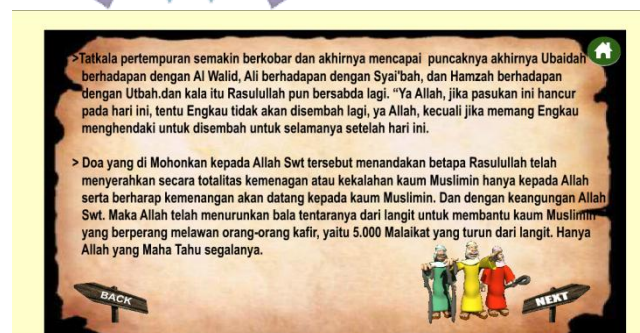 >Tatkala pertempuran semakin berkobar dan akhirnya mencapai puncaknya akhirnya Ubaidah
berhadapan dengan Al Walid, Ali berhadapan dengan Syai'bah, dan Hamzah berhadapan
dengan Utbah.dan kala itu Rasulullah pun bersabda lagi. “Ya Allah, jika pasukan ini hancur
pada hari ini, tentu Engkau tidak akan disembah lagi, ya Allah, kecuali jika memang Engkau
menghendaki untuk disembah untuk selamanya setelah hari ini.
> Doa yang di Mohonkan kepada Allah Swt tersebut menandakan betapa Rasulullah telah
menyerahkan secara totalitas kemenagan atau kekalahan kaum Muslimin hanya kepada Allah
serta berharap kemenangan akan datang kepada kaum Muslimin. Dan dengan keangungan Allah
Swt. Maka Allah telah menurunkan bala tentaranya dari langit untuk membantu kaum Muslimin
yang berperang melawan orang-orang kafir, yaitu 5.000 Malaikat yang turun dari langit. Hanya
Allah yang Maha Tahu segalanya.
BACK
NEXT